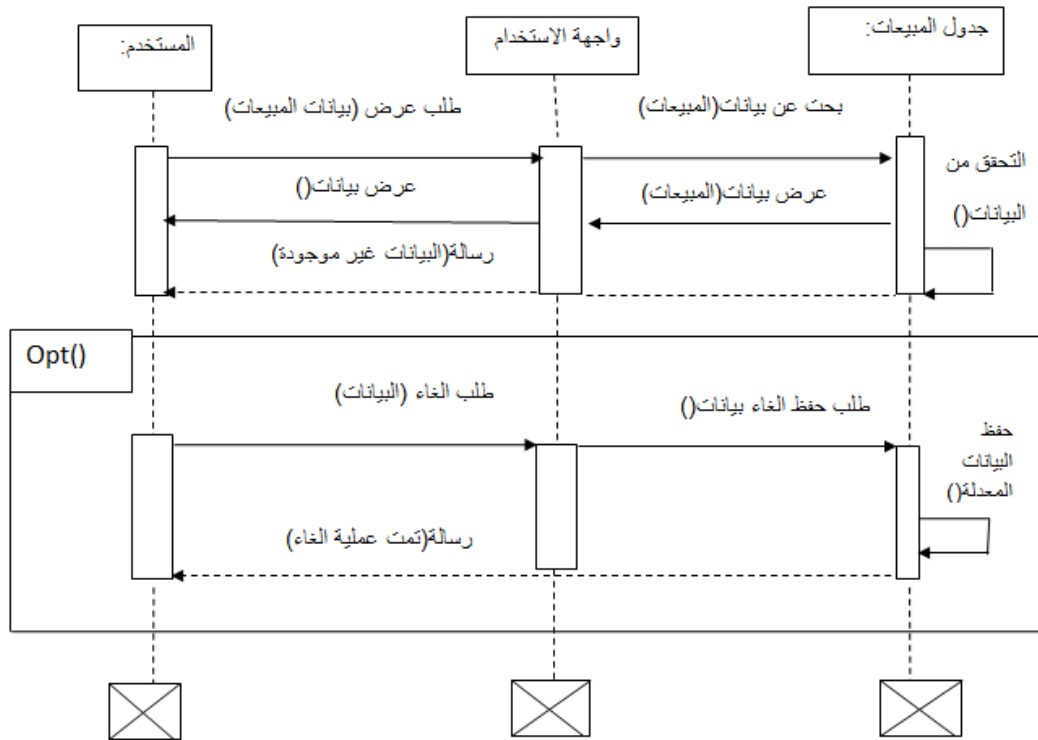 المستخدم:
واجهة الاستخدام
جدول المبيعات:
طلب عرض (بيانات المبيعات)
بحت عن بيانات(المبيعات)
عرض بيانات()
عرض بيانات(المبيعات)
التحقق من
البيانات()
رسالة(البيانات غير موجودة)
Opt()
طلب الغاء (البيانات)
طلب حفظ الغاء بيانات()
حفظ
البيانات
المعدلة()
رسالة(تمت عملية الغاء)